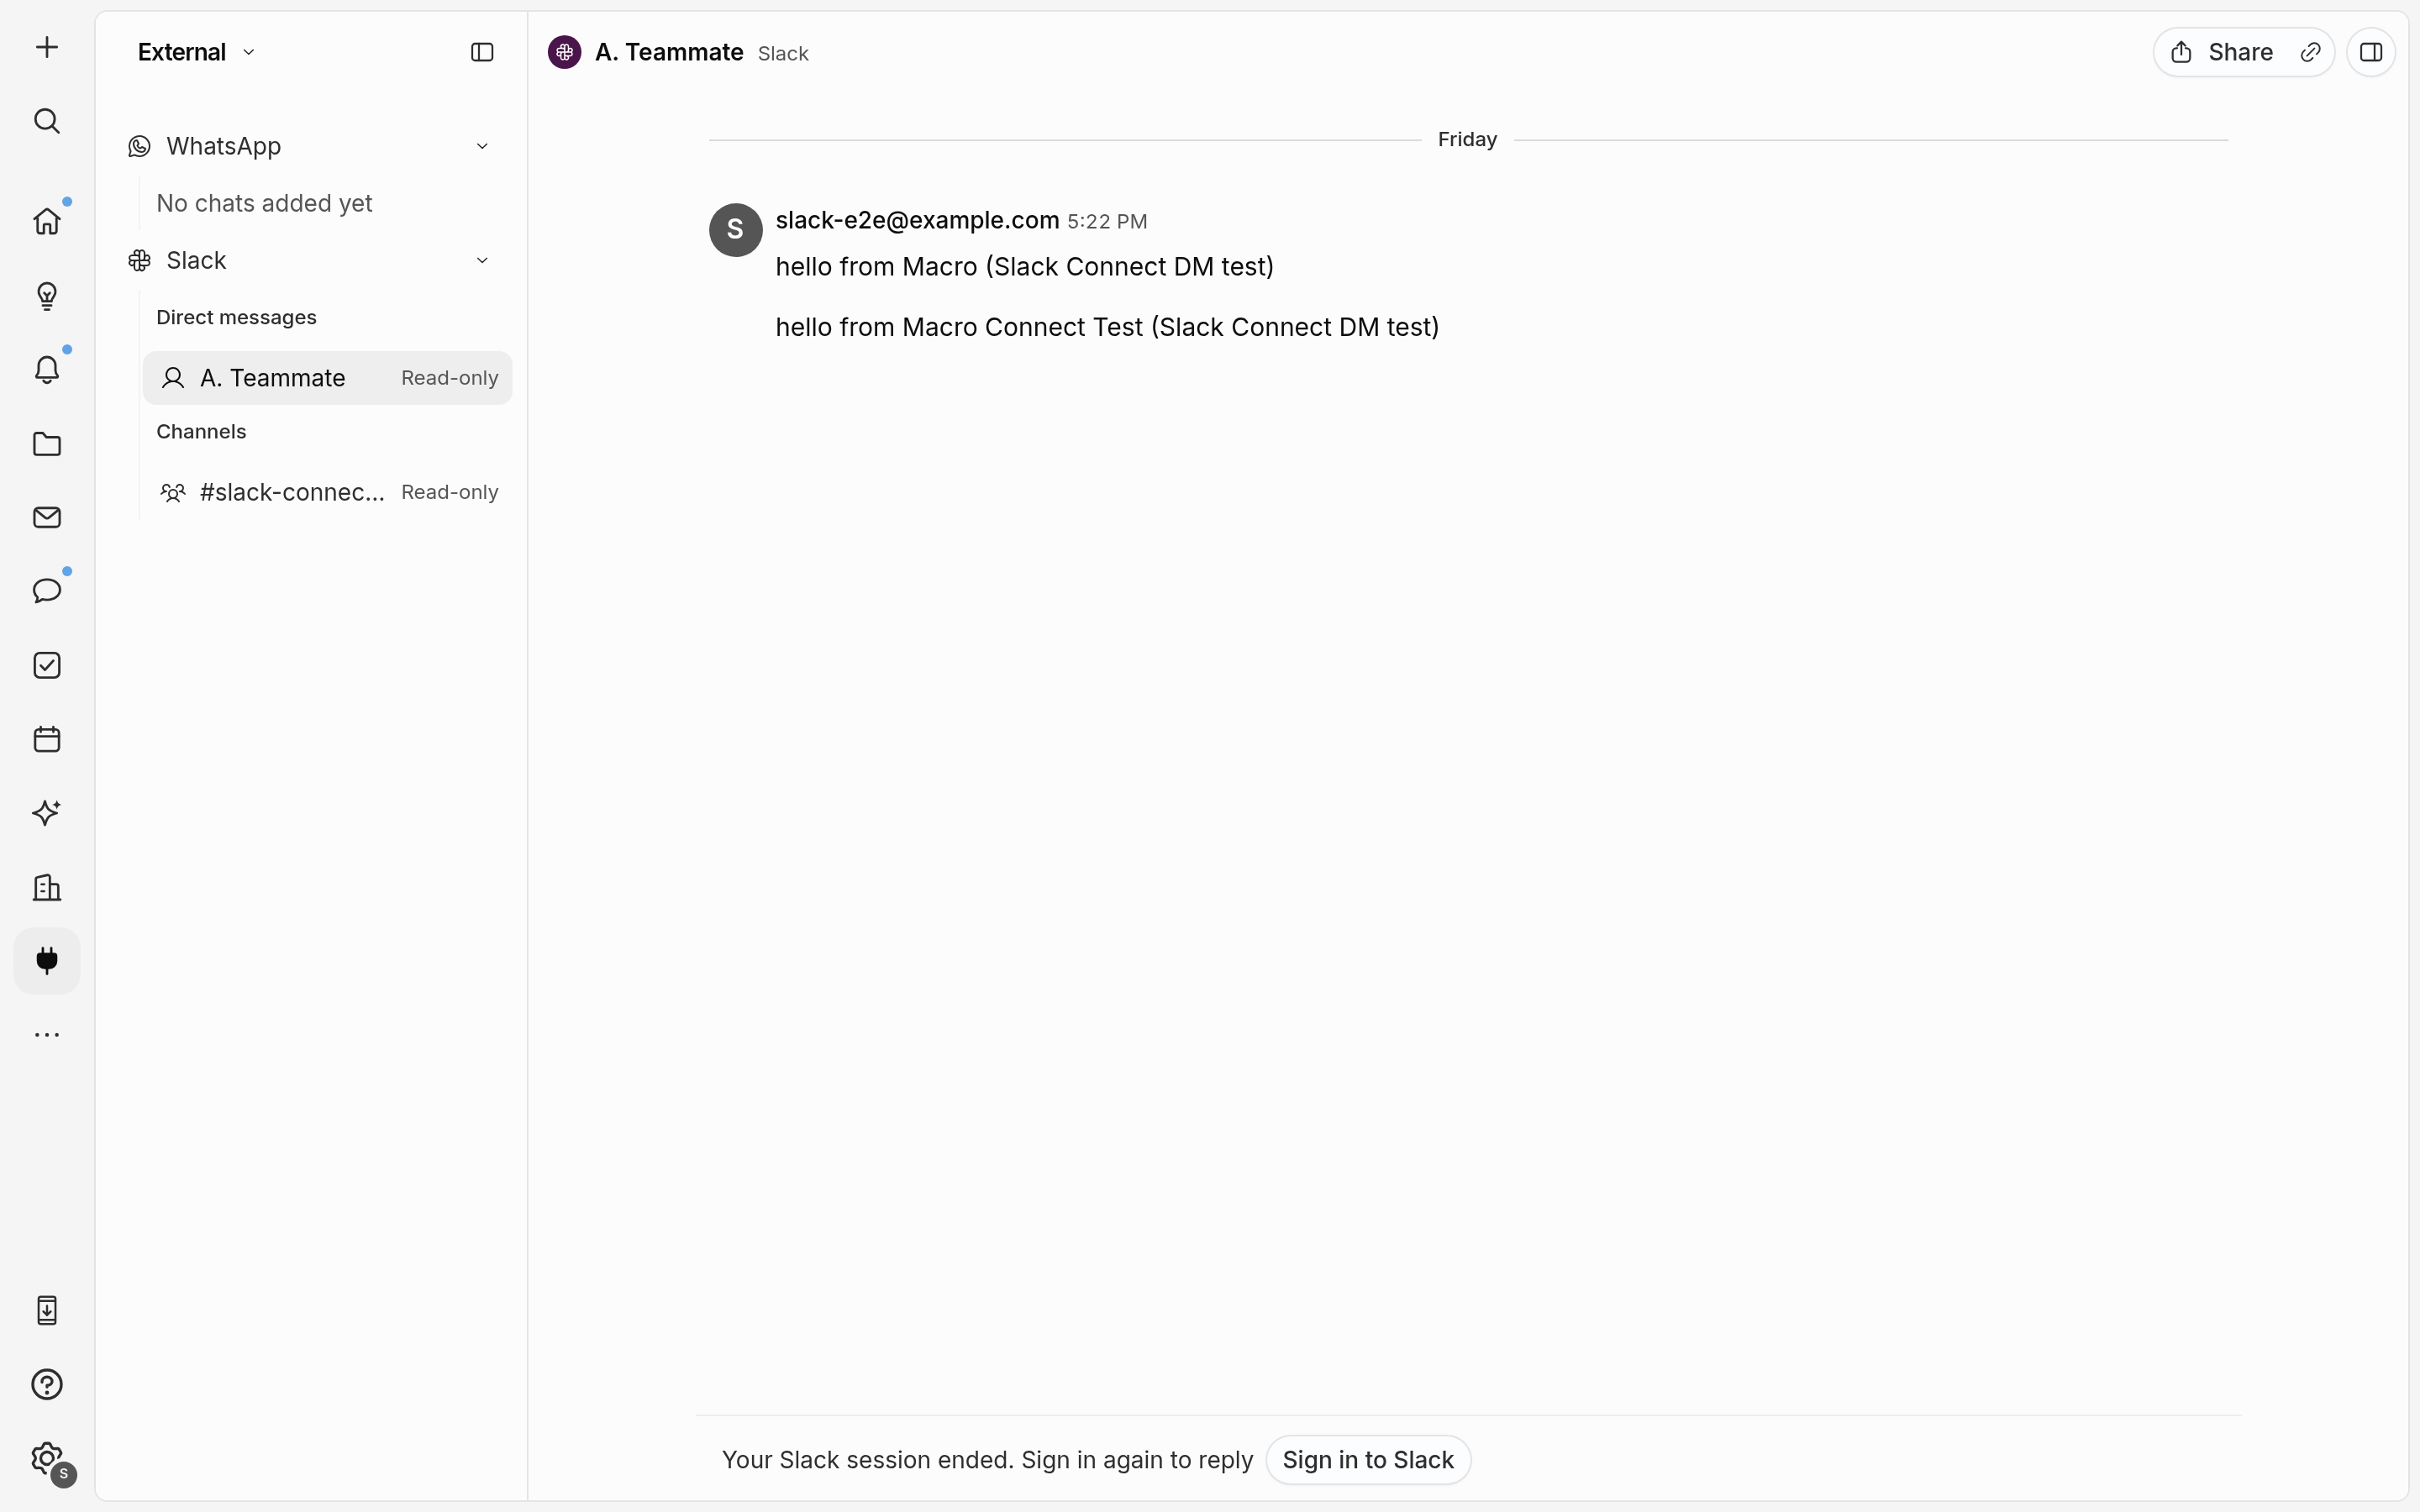 External
WhatsApp
No chats added yet
Slack
Direct messages
A. Teammate Read-only
Channels
#slack-connec... Read-only
S
A. Teammate Slack
Share
Friday
S
slack-e2e@example.com 5:22 PM
hello from Macro (Slack Connect DM test)
hello from Macro Connect Test (Slack Connect DM test)
Your Slack session ended. Sign in again to reply Sign in to Slack